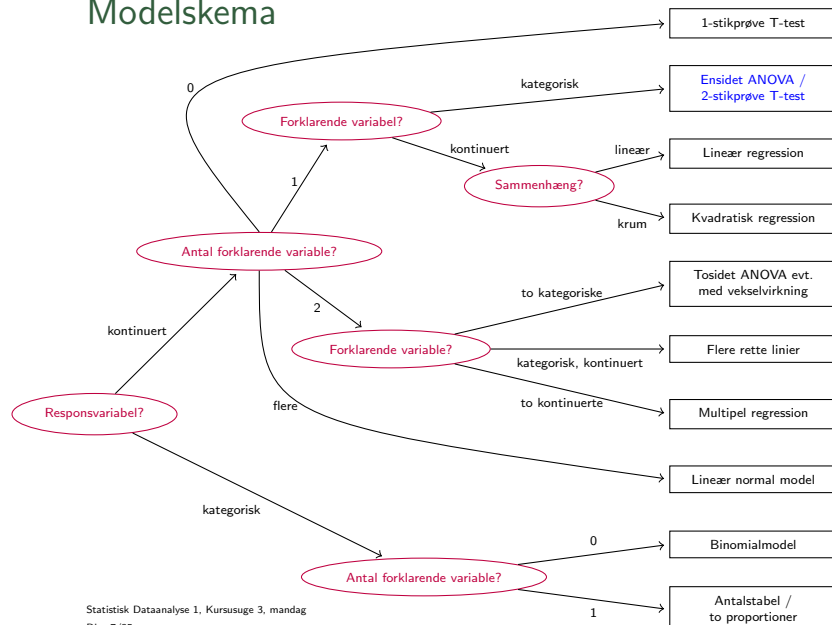 Modelskema
1-stikprøve T-test
0
kategorisk
Ensidet ANOVA /
2-stikprøve T-test
Forklarende variabel?
kontinuert
lineær
Lineær regression
1
Sammenhæng?
krum
Kvadratisk regression
Antal forklarende variable?
to kategoriske
Tosidet ANOVA evt.
med vekselvirkning
2
kontinuert
Forklarende variable?
Flere rette linier
kategorisk, kontinuert
flere
to kontinuerte
Multipel regression
Responsvariabel?
Lineær normal model
kategorisk
0
Binomialmodel
Antal forklarende variable?
1
Antalstabel /
to proportioner
Statistisk Dataanalyse 1, Kursusuge 3, mandag